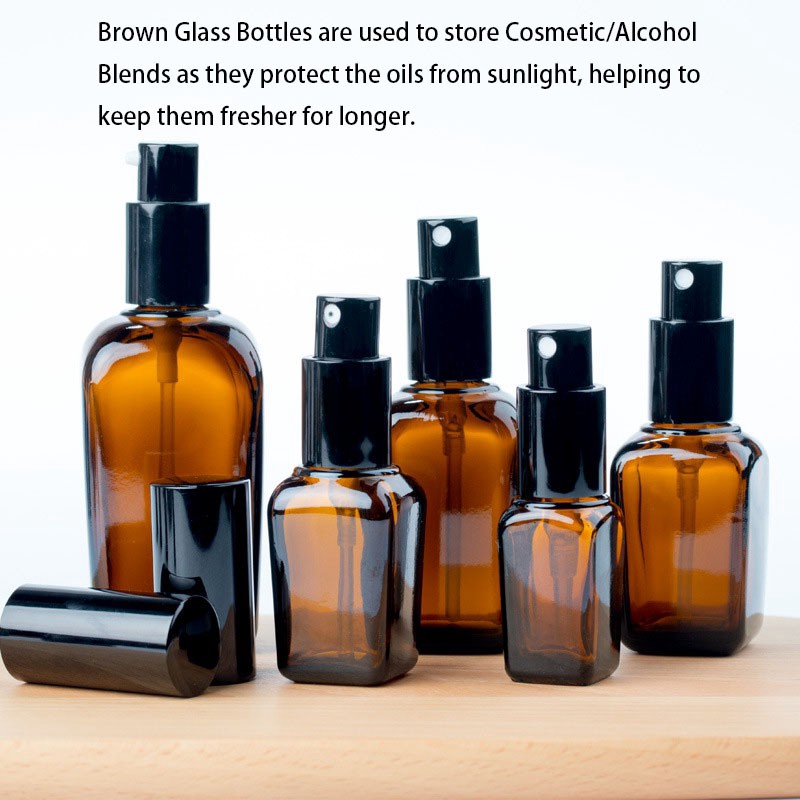 Brown Glass Bottles are used to store Cosmetic/Alcohol
Blends as they protect the oils from sunlight, helping to
keep them fresher for longer.